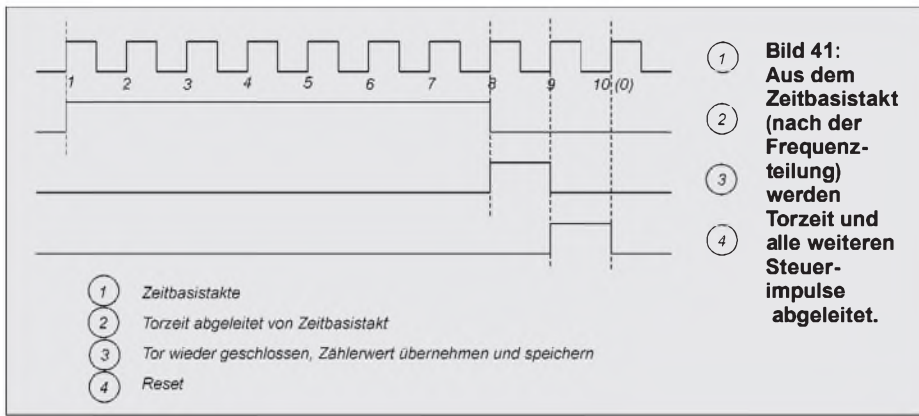 1 2 3 4 5 6 7 8 9 10 (0)
1
2
3
4
Bild 41:
Aus dem
Zeitbasistakt
(nach der
Frequenz-
teilung)
werden
Torzeit und
alle weiteren
Steuer-
impulse
abgeleitet.
1 Zeitbasistakte
2 Torzeit abgeleitet von Zeitbasistakt
3 Tor wieder geschlossen, Zählerwert übernehmen und speichern
4 Reset